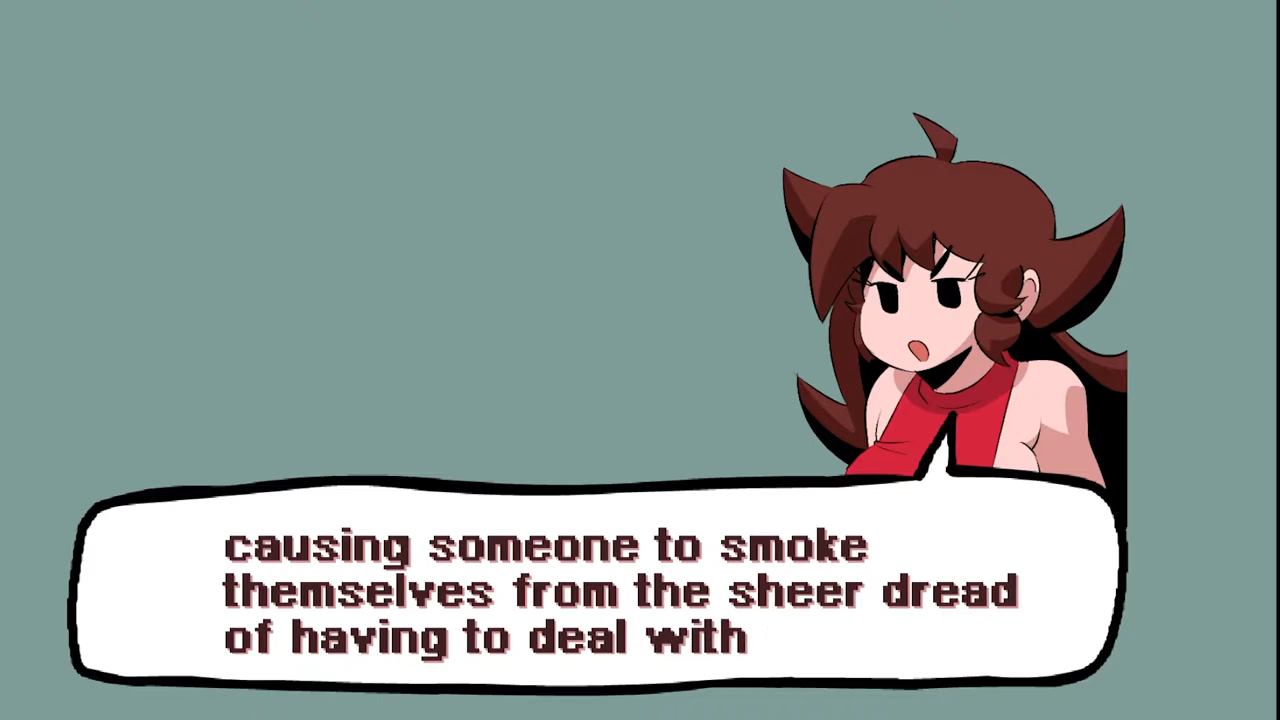 causing someone to smoke
themselves from the sheer dread
of having to deal with